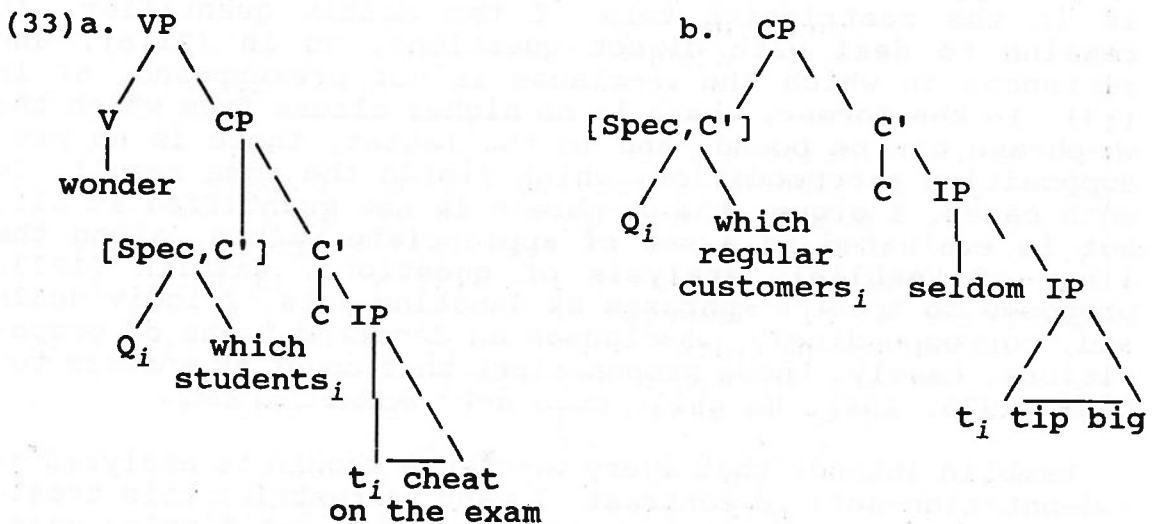 (33)a. VP b. CP
V CP [Spec,C'] C'
wonder C IP
Q_i which
[Spec,C'] C' regular
customers_i seldom IP
C IP
Q_i which
students_i
t_i tip big
t_i cheat
on the exam